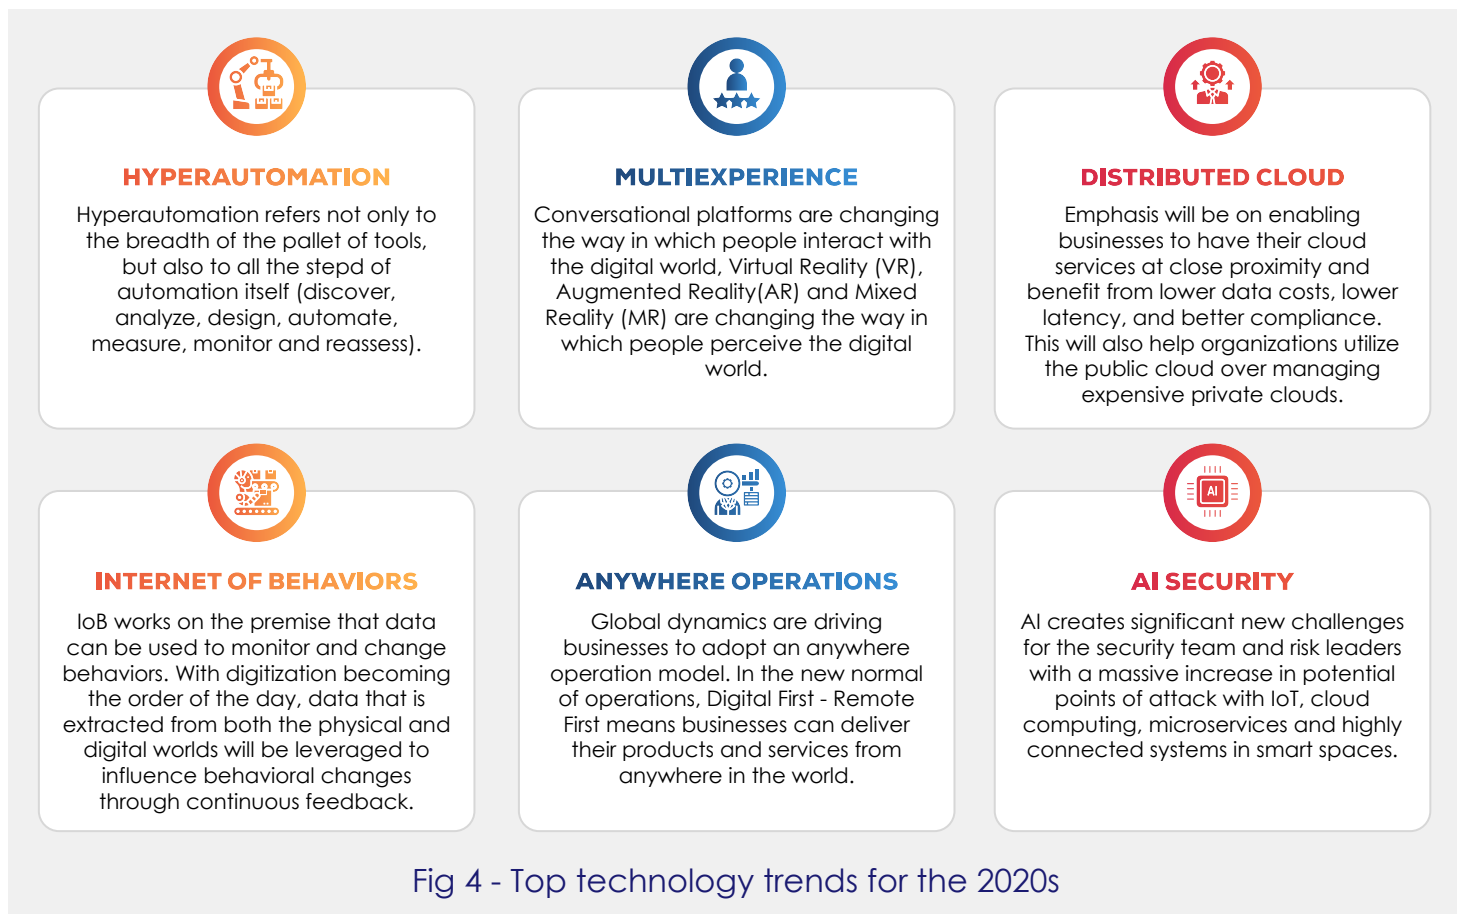 HYPERAUTOMATION
Hyperautomation refers not only to
the breadth of the pallet of tools,
but also to all the stepd of
automation itself (discover,
analyze, design, automate,
measure, monitor and reassess).
MULTIEXPERIENCE
Conversational platforms are changing
the way in which people interact with
the digital world, Virtual Reality (VR),
Augmented Reality(AR) and Mixed
Reality (MR) are changing the way in
which people perceive the digital
world.
DISTRIBUTED CLOUD
Emphasis will be on enabling
businesses to have their cloud
services at close proximity and
benefit from lower data costs, lower
latency, and better compliance.
This will also help organizations utilize
the public cloud over managing
expensive private clouds.
INTERNET OF BEHAVIORS
IoB works on the premise that data
can be used to monitor and change
behaviors. With digitization becoming
the order of the day, data that is
extracted from both the physical and
digital worlds will be leveraged to
influence behavioral changes
through continuous feedback.
ANYWHERE OPERATIONS
Global dynamics are driving
businesses to adopt an anywhere
operation model. In the new normal
of operations, Digital First - Remote
First means businesses can deliver
their products and services from
anywhere in the world.
AI
AI SECURITY
AI creates significant new challenges
for the security team and risk leaders
with a massive increase in potential
points of attack with IoT, cloud
computing, microservices and highly
connected systems in smart spaces.
Fig 4 - Top technology trends for the 2020s